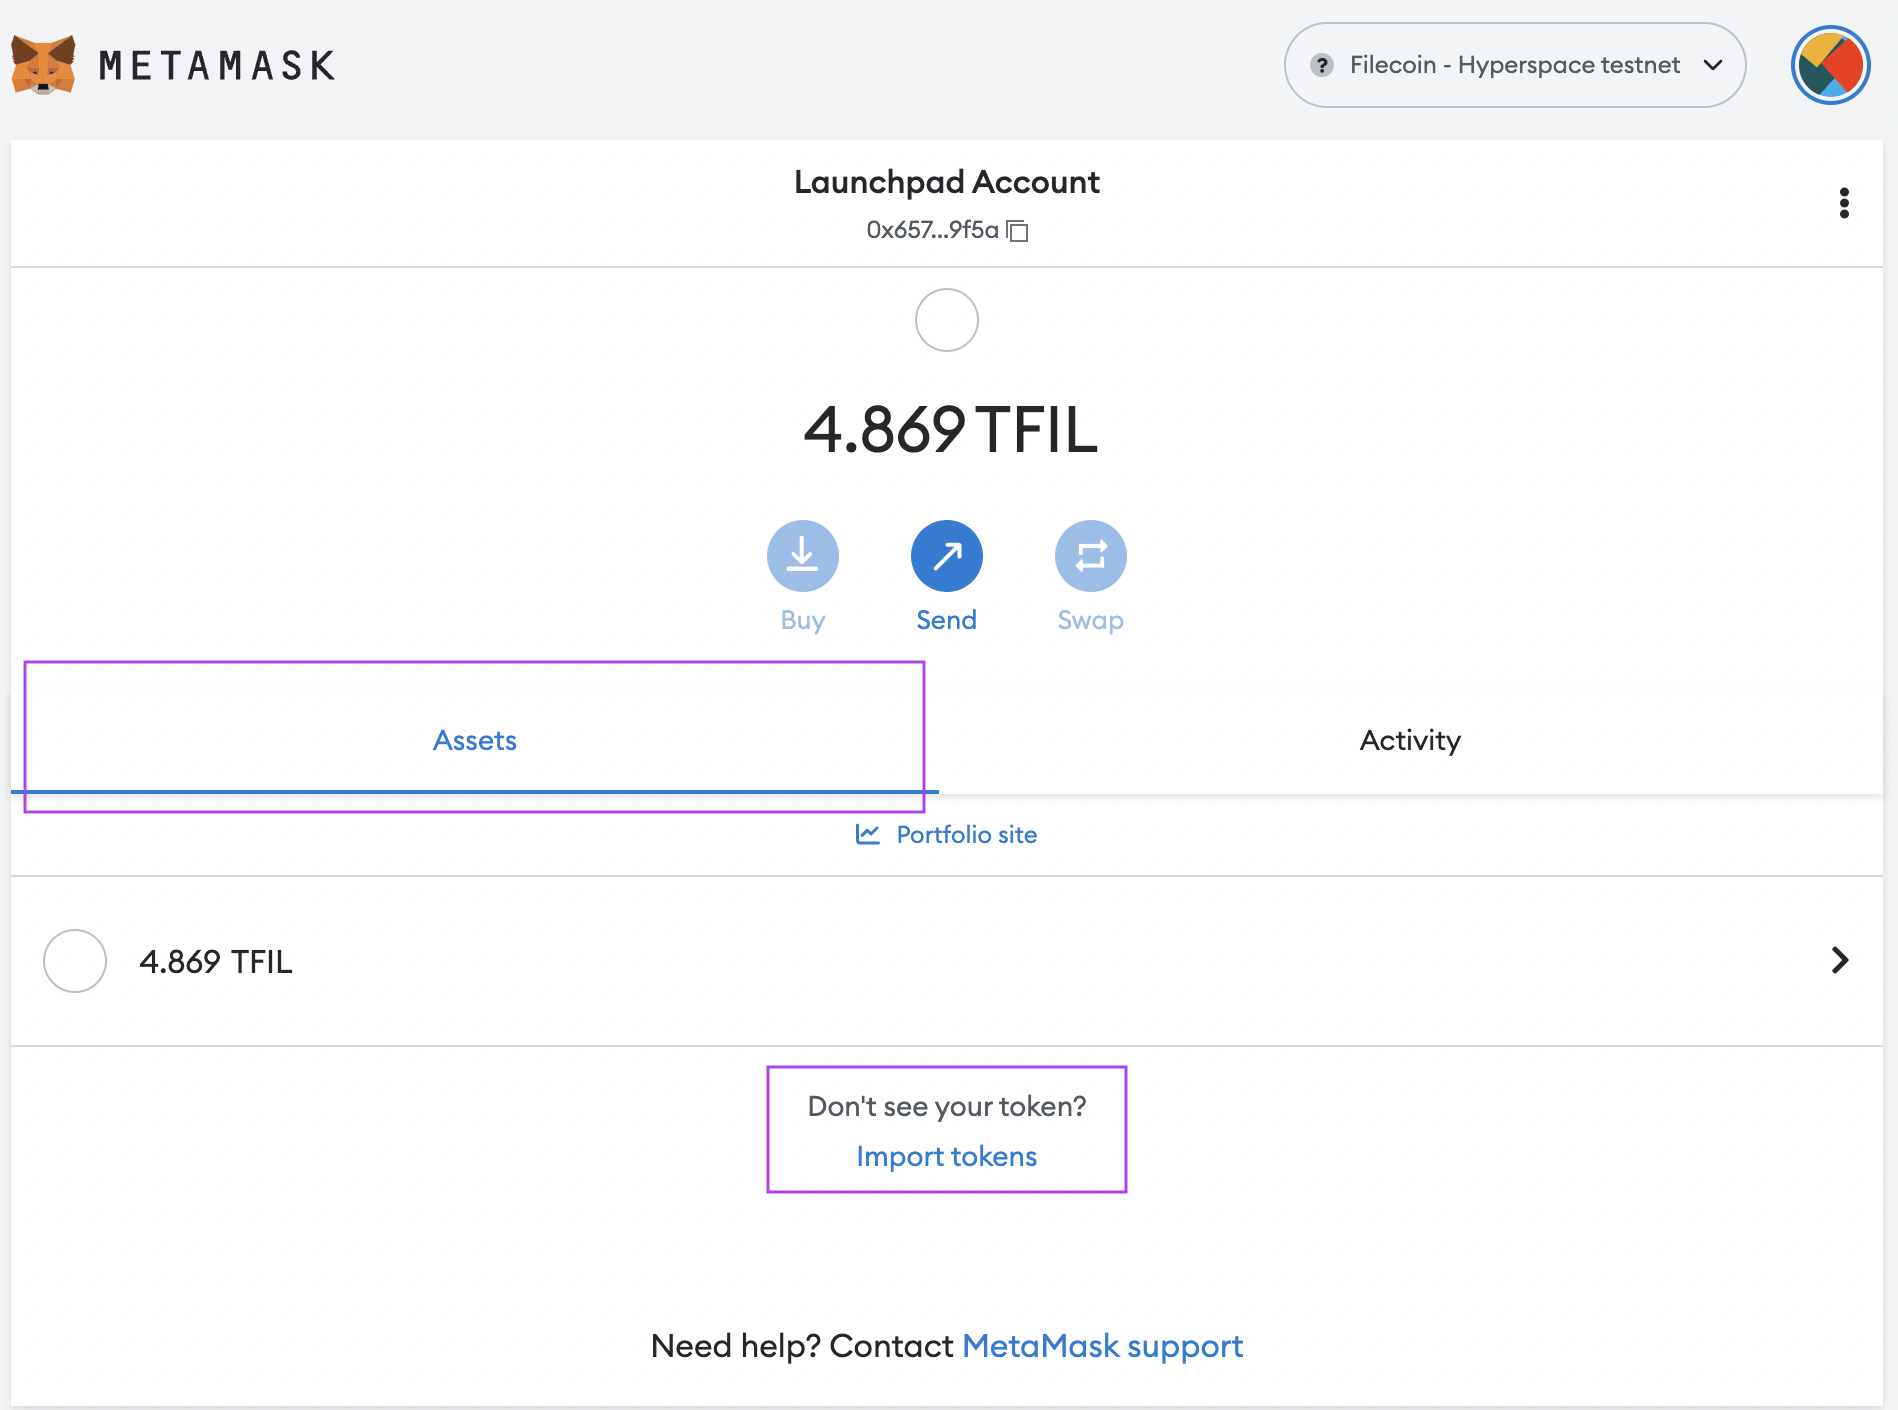 METAMASK
Filecoin - Hyperspace testnet
Launchpad Account
0x657...9f5a
4.869 TFIL
Buy
Send
Swap
Assets
Activity
Portfolio site
4.869 TFIL
Don't see your token?
Import tokens
Need help? Contact MetaMask support